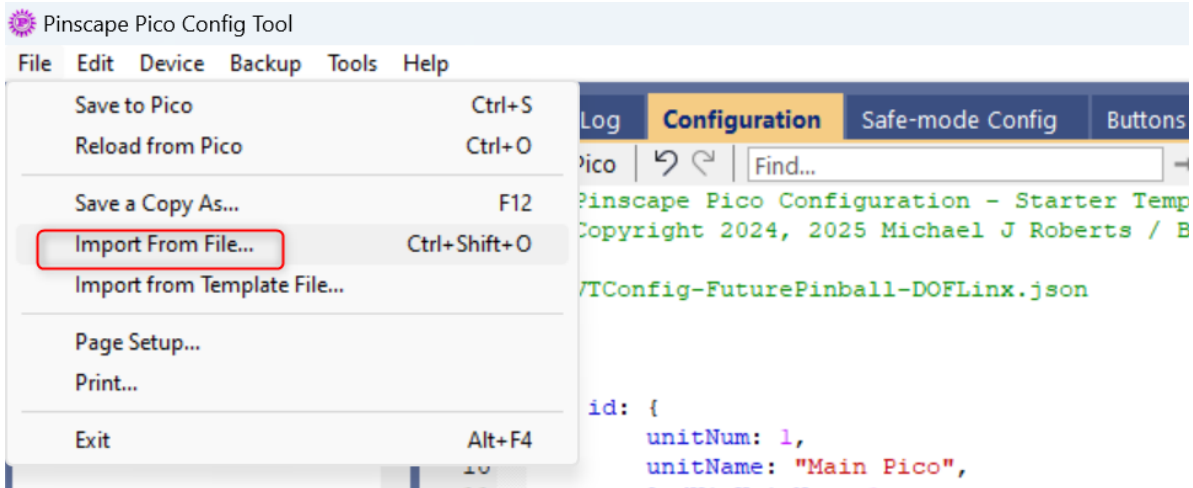 Pinscape Pico Config Tool
File Edit Device Backup Tools Help
Save to Pico Ctrl+S
Reload from Pico Ctrl+O
Save a Copy As... F12
Import From File... Ctrl+Shift+O
Import from Template File...
Page Setup...
Print...
Exit Alt+F4
Log Configuration Safe-mode Config Buttons
Pico Find...
Pinscape Pico Configuration - Starter Temp
Copyright 2024, 2025 Michael J Roberts / B
VTConfig-FuturePinball-DOFLinx.json
id: {
unitNum: 1,
unitName: "Main Pico",